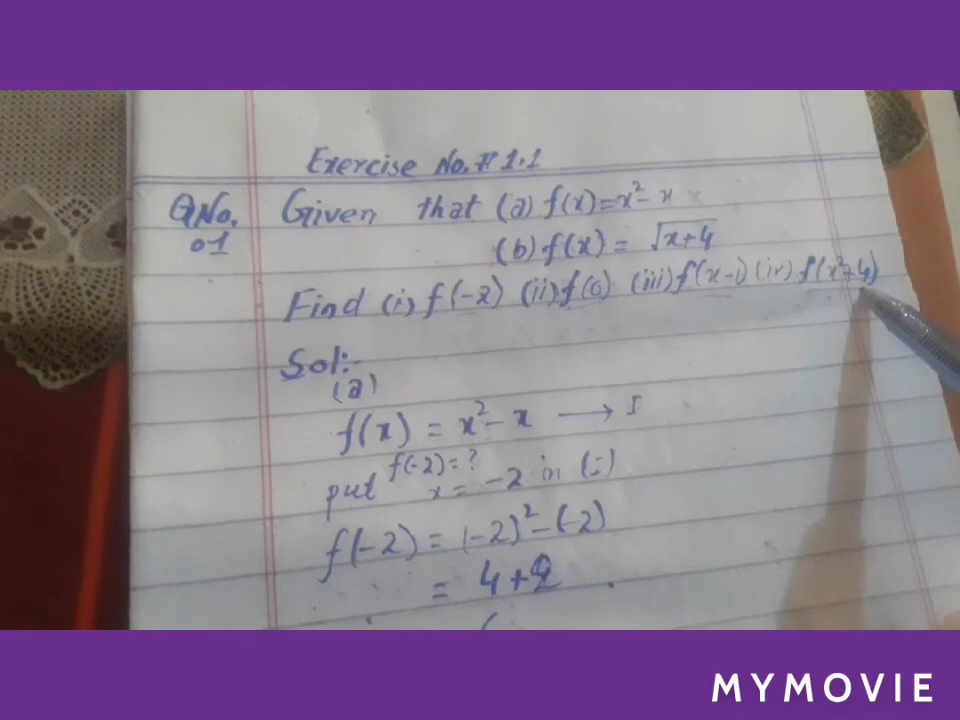 Exercise No. # 1.1
Q No. 01 Given that (a) f(x)=x²-x
(b) f(x) = √x+4
Find (i) f(-2) (ii) f(0) (iii) f(x-1) (iv) f(x²+4)
Sol:-
(a)
f(x) = x²- x → I
f(-2)=?
put x = -2 in (I)
f(-2) = (-2)²-(-2)
= 4+2
MYMOVIE